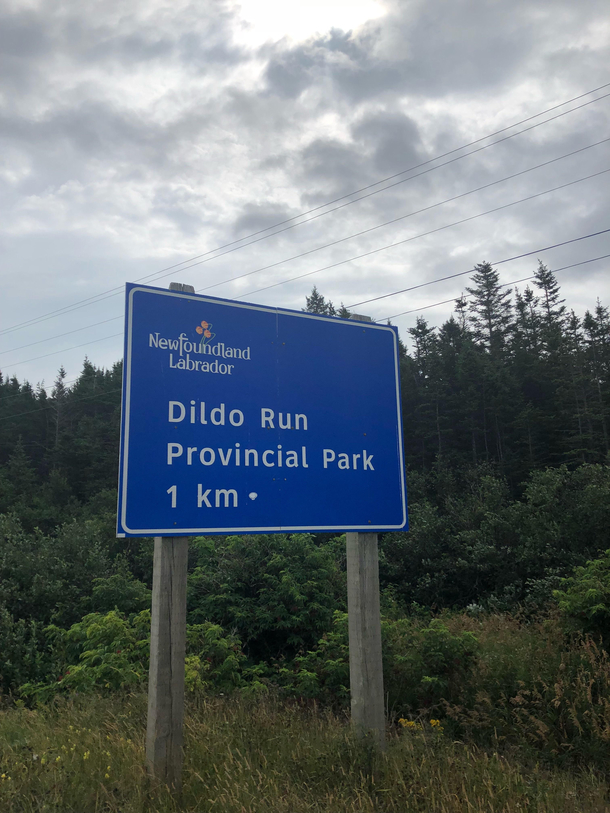 Newfoundland
Labrador
Dildo Run
Provincial Park
1 km